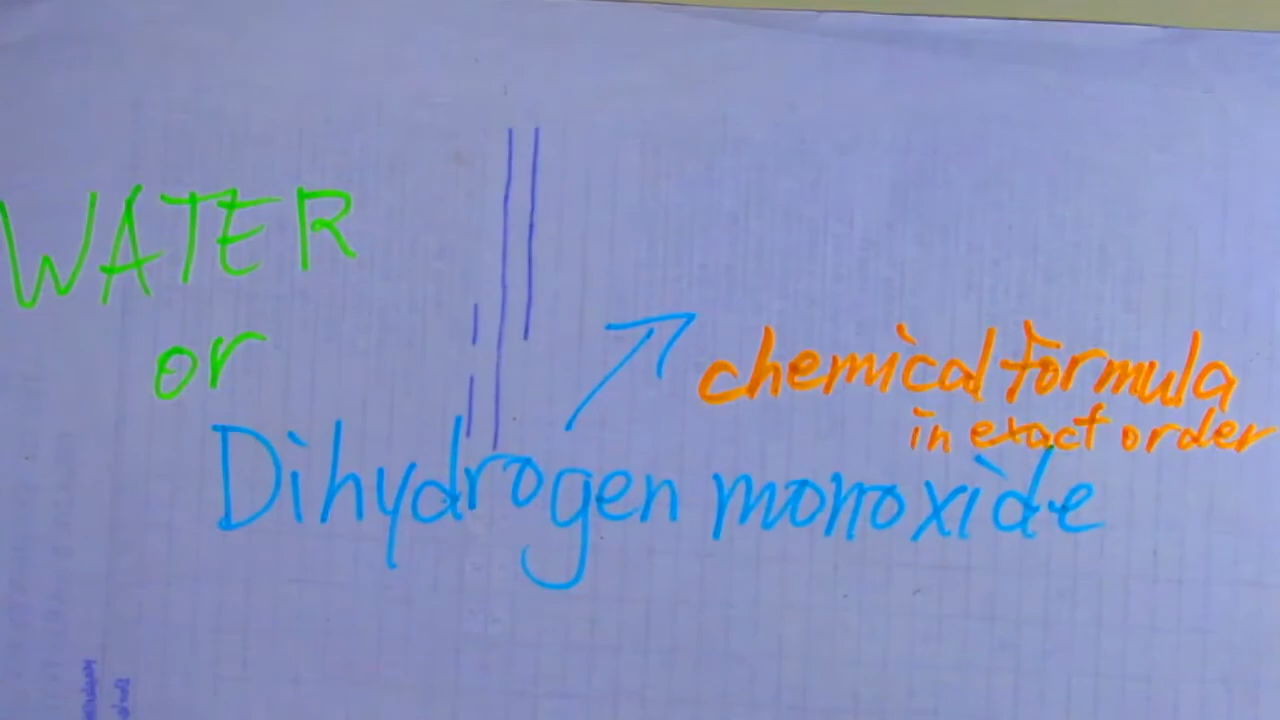 WATER
or
chemical formula
in exact order
Dihydrogen monoxide